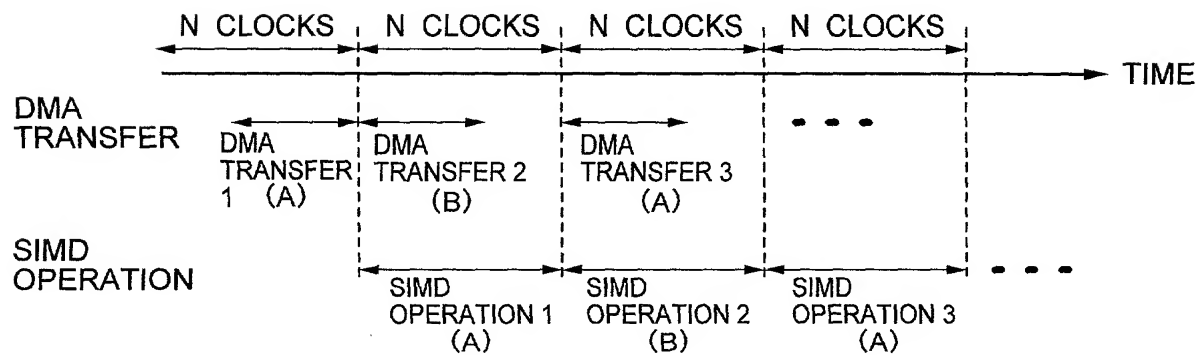 N CLOCKS N CLOCKS N CLOCKS N CLOCKS
TIME
DMA
TRANSFER
DMA
TRANSFER
1 (A)
DMA
TRANSFER 2
(B)
DMA
TRANSFER 3
(A)
SIMD
OPERATION
SIMD
OPERATION 1
(A)
SIMD
OPERATION 2
(B)
SIMD
OPERATION 3
(A)